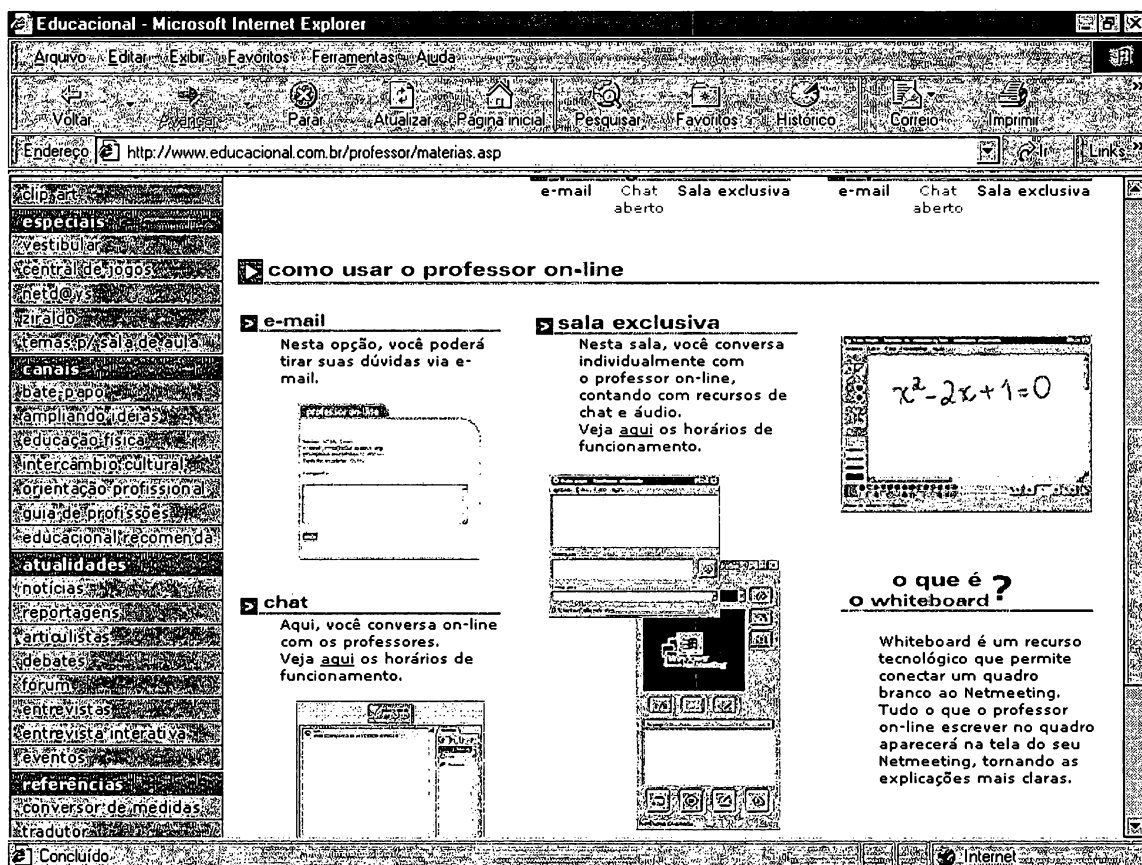 Educacional - Microsoft Internet Explorer
Arquivo Editar Exibir Favoritos Ferramentas Ajuda
Voltar Avançar Parar Atualizar Página inicial Pesquisar Favoritos Histórico Correio Imprimir
Endereço http://www.educacional.com.br/professor/materias.asp Ir Links
clip-art
especiais
vestibular
central de jogos
netd@ys
ziraldo
temas p/ sala de aula
canais
bate-papo
ampliando ideias
educação física
intercâmbio cultural
orientação profissional
guia de profissões
educacional recomenda
atualidades
notícias
reportagens
articulistas
debates
fórum
entrevistas
entrevista interativa
eventos
referências
conversor de medidas
tradutor
e-mail Chat aberto Sala exclusiva
e-mail Chat aberto Sala exclusiva
como usar o professor on-line
e-mail
Nesta opção, você poderá
tirar suas dúvidas via e-
mail.
professor on-line
chat
Aqui, você conversa on-line
com os professores.
Veja aqui os horários de
funcionamento.
sala exclusiva
Nesta sala, você conversa
individualmente com
o professor on-line,
contando com recursos de
chat e áudio.
Veja aqui os horários de
funcionamento.
x²-2x+1=0
o que é
o whiteboard?
Whiteboard é um recurso
tecnológico que permite
conectar um quadro
branco ao Netmeeting.
Tudo o que o professor
on-line escrever no quadro
aparecerá na tela do seu
Netmeeting, tornando as
explicações mais claras.
Concluído Internet